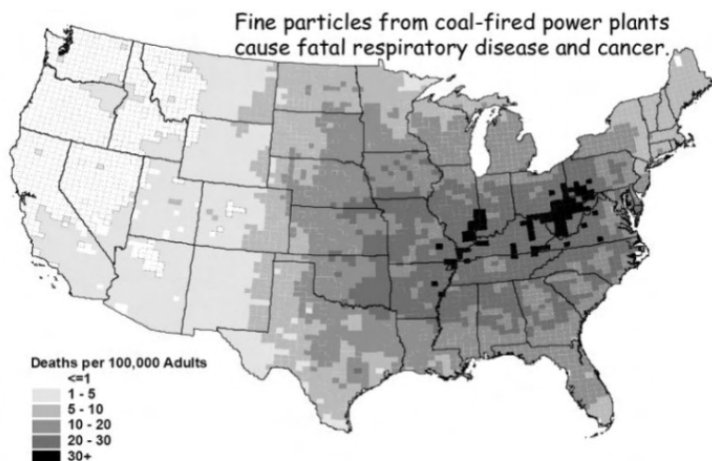 Fine particles from coal-fired power plants
cause fatal respiratory disease and cancer.
Deaths per 100,000 Adults
<=1
1 - 5
5 - 10
10 - 20
20 - 30
30+